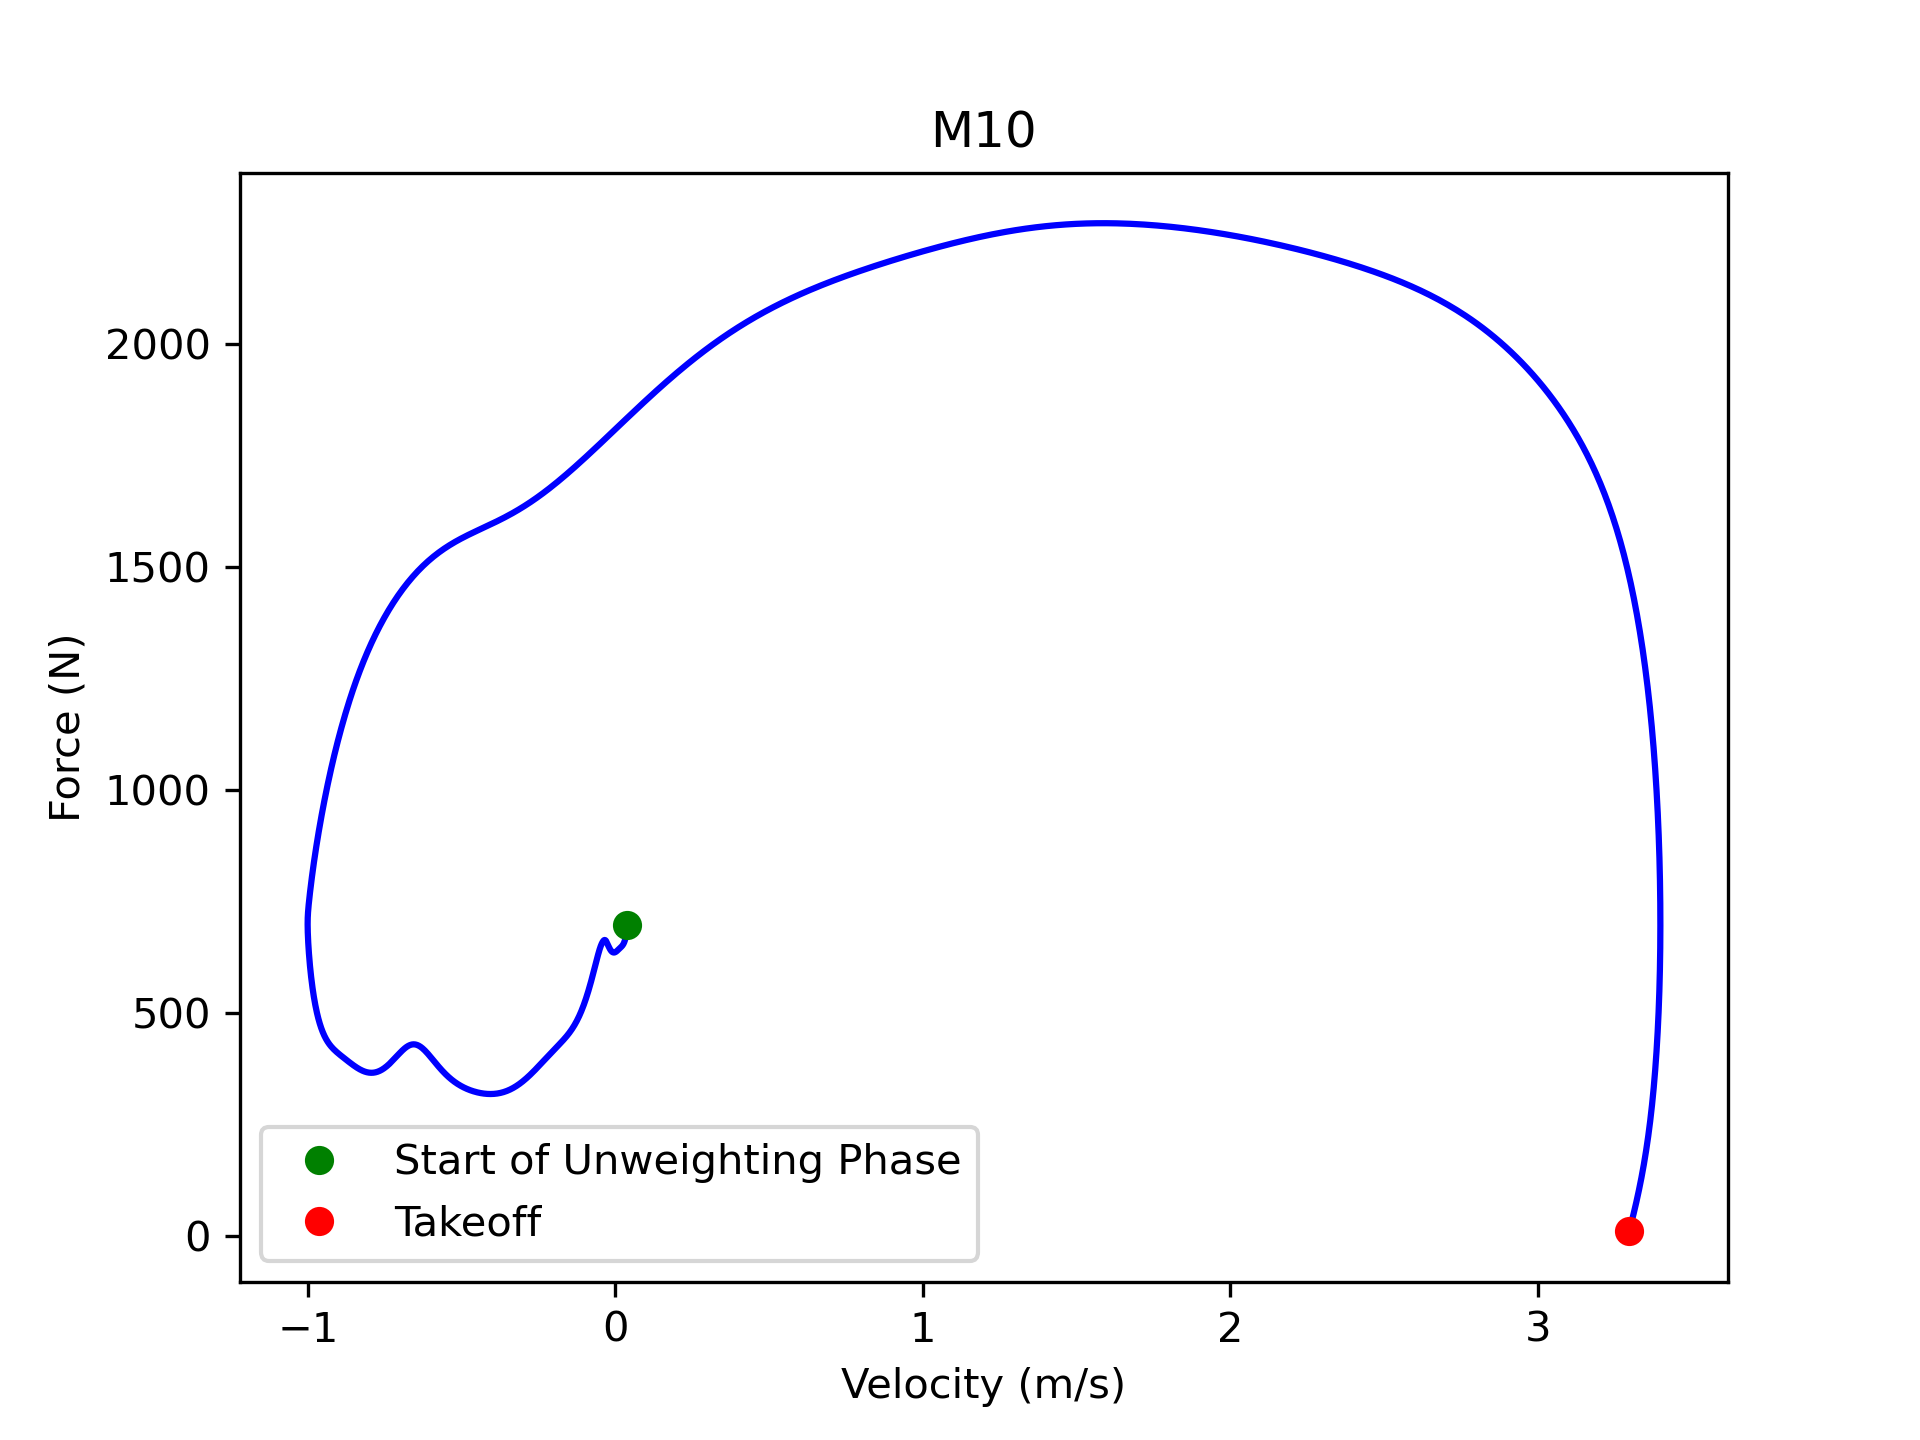 M10
Force (N)
2000
1500
1000
500
0
Start of Unweighting Phase
Takeoff
−1 0 1 2 3
Velocity (m/s)